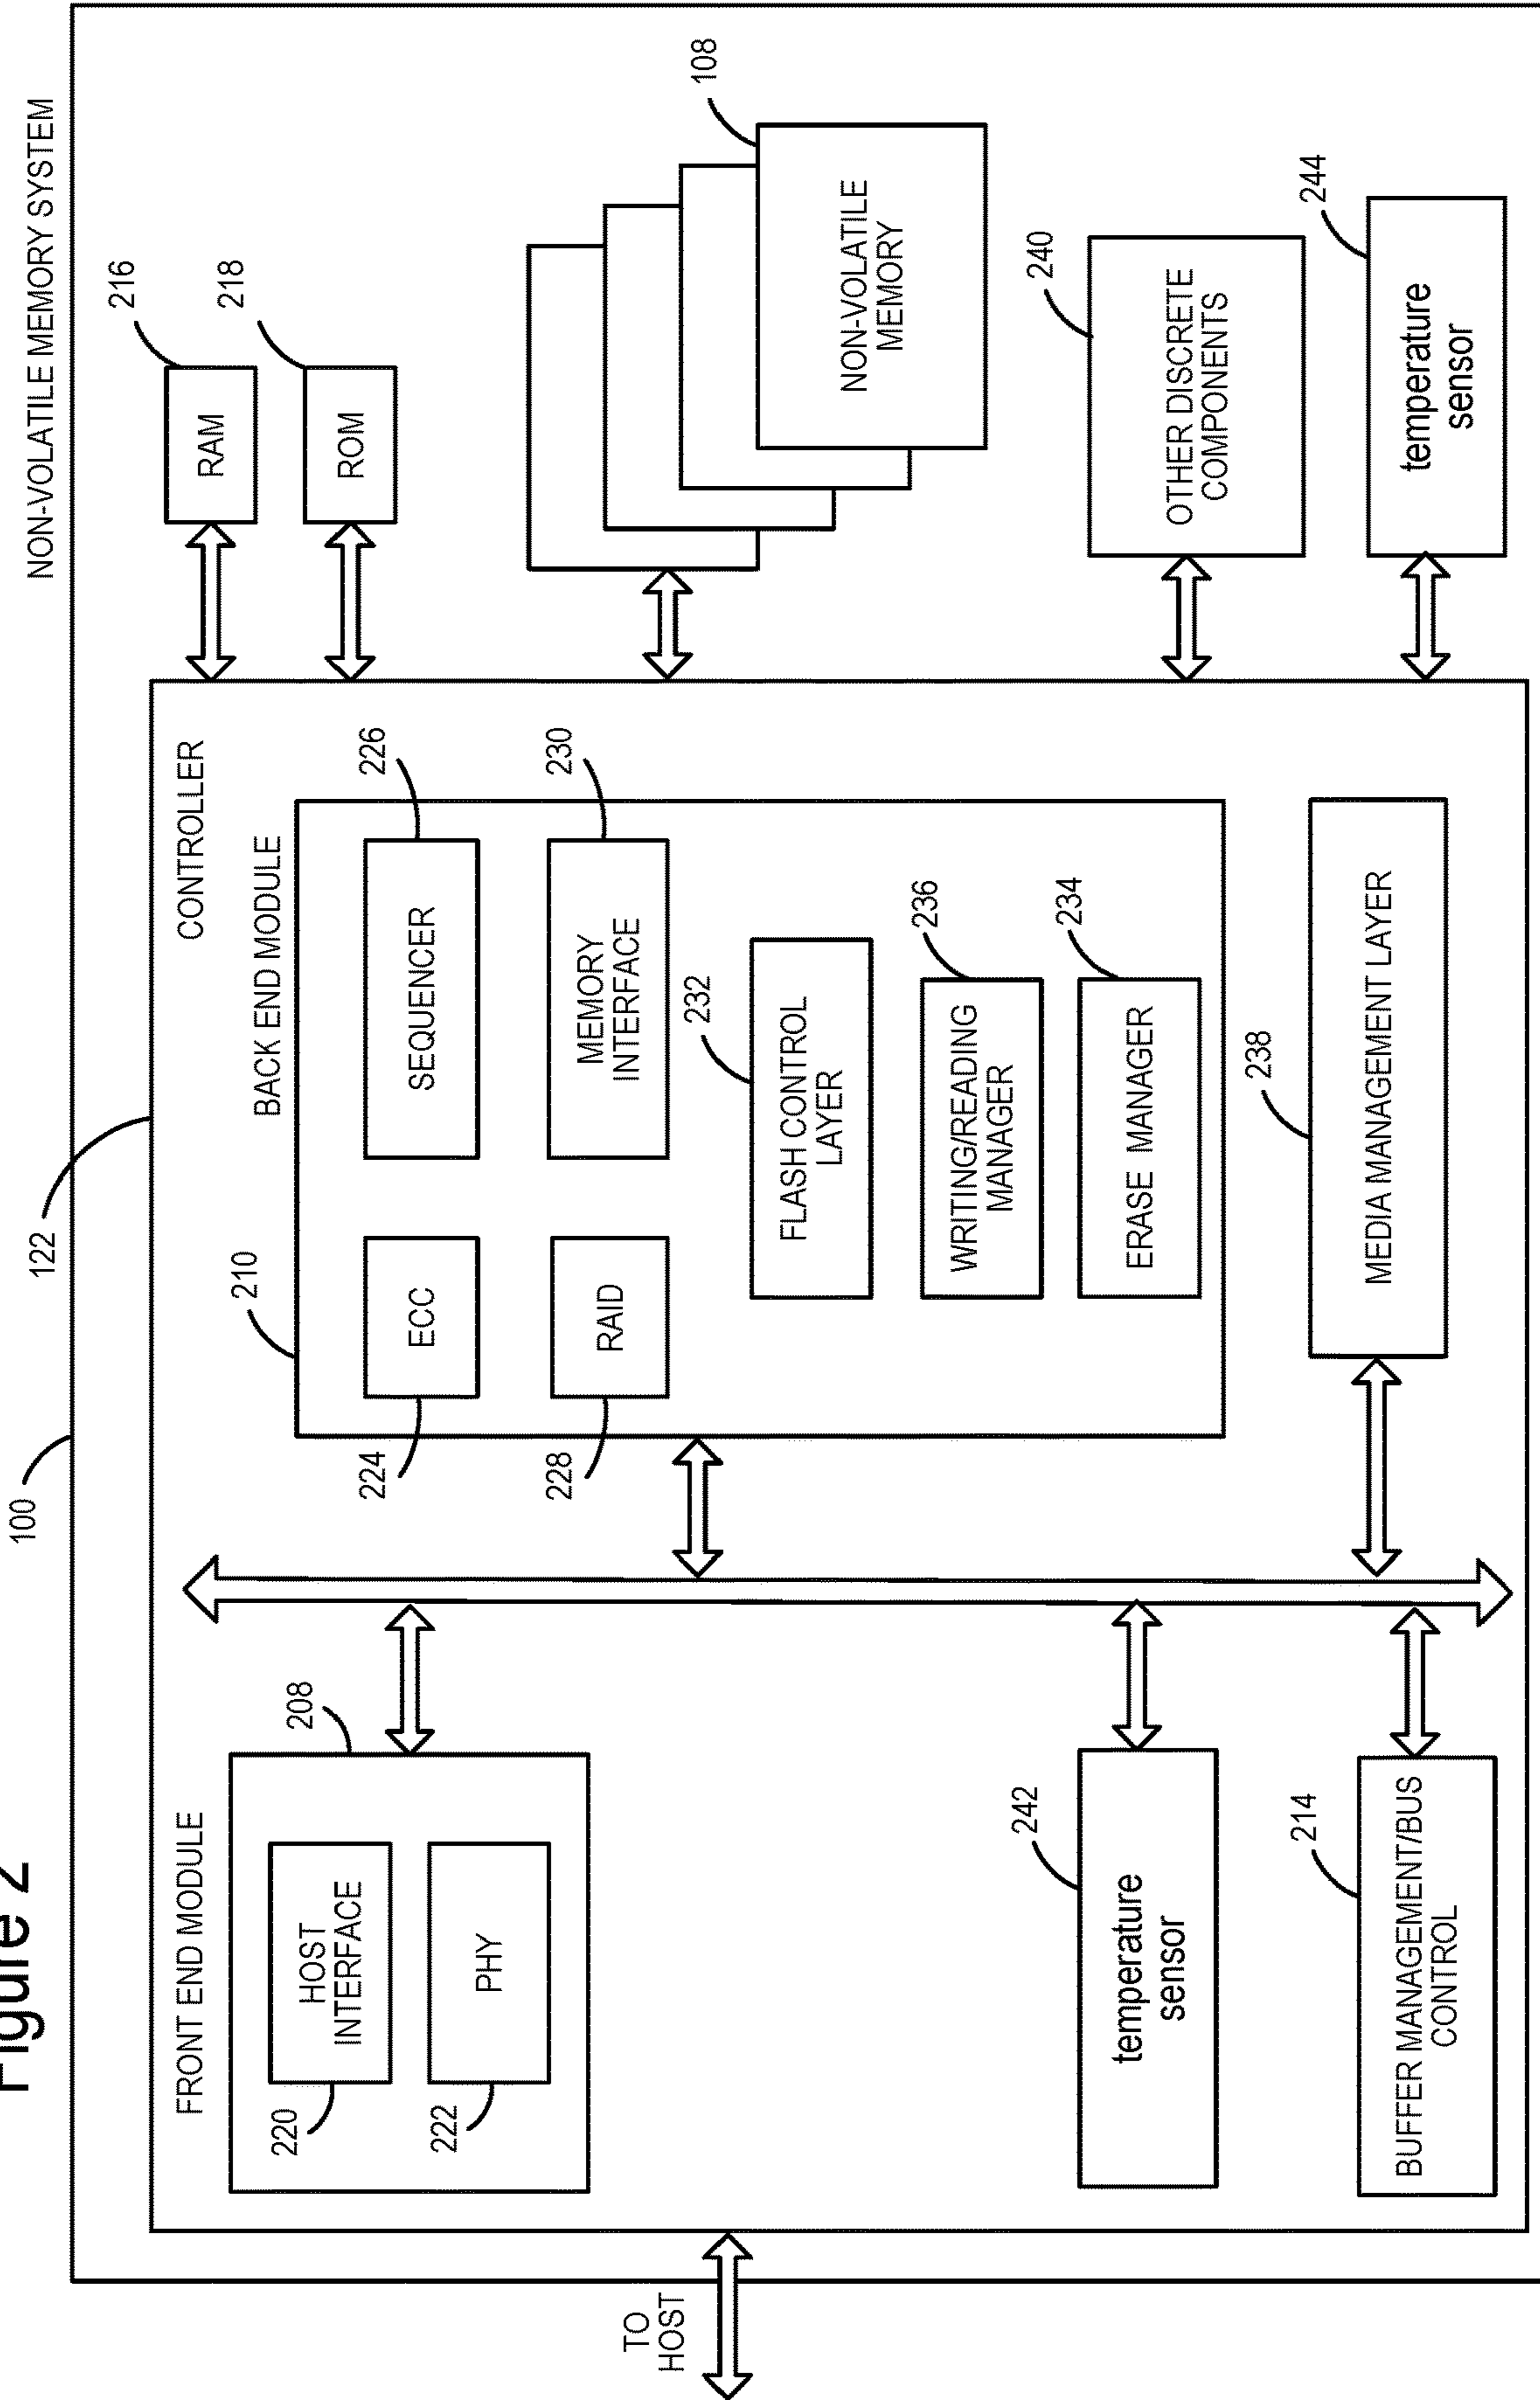 Figure 2
NON-VOLATILE MEMORY SYSTEM
100
122
CONTROLLER
FRONT END MODULE
208
HOST
INTERFACE
220
PHY
222
BACK END MODULE
210
ECC
224
SEQUENCER
226
RAID
228
MEMORY
INTERFACE
230
FLASH CONTROL
LAYER
232
WRITING/READING
MANAGER
236
ERASE MANAGER
234
temperature
sensor
242
BUFFER MANAGEMENT/BUS
CONTROL
214
MEDIA MANAGEMENT LAYER
238
TO
HOST
RAM
216
ROM
218
NON-VOLATILE
MEMORY
108
OTHER DISCRETE
COMPONENTS
240
temperature
sensor
244